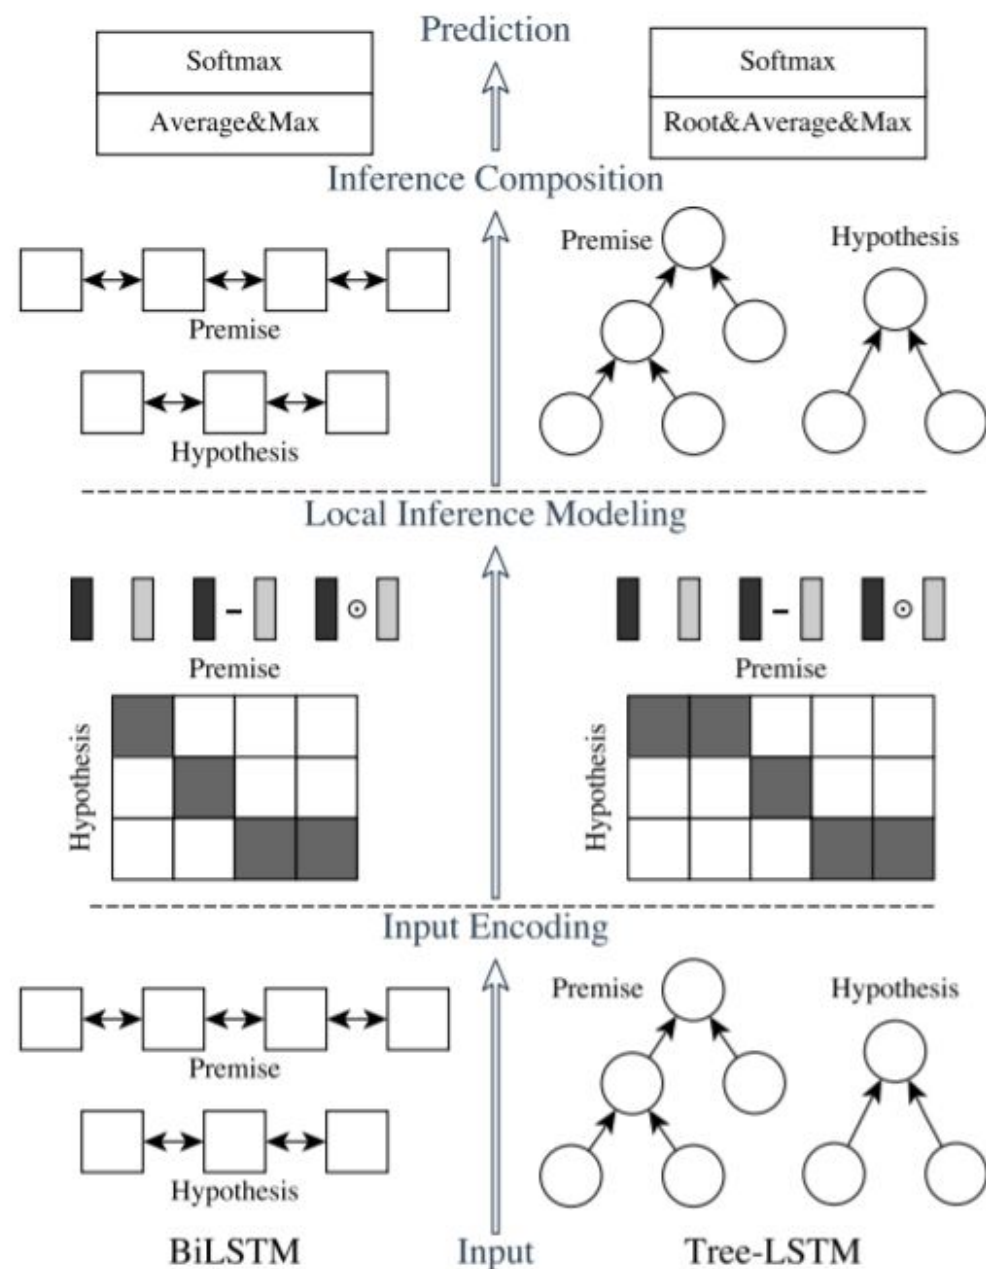 Prediction
Softmax
Average&Max
Softmax
Root&Average&Max
Inference Composition
Premise
Hypothesis
Premise
Hypothesis
Local Inference Modeling
Premise
Hypothesis
Premise
Hypothesis
Input Encoding
Premise
Hypothesis
Premise
Hypothesis
BiLSTM
Input
Tree-LSTM